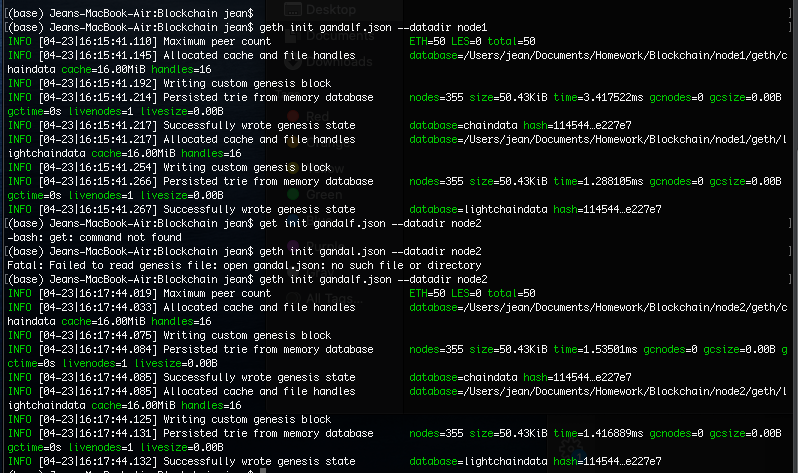 [(base) Jeans-MacBook-Air:Blockchain jean$ ]
[(base) Jeans-MacBook-Air:Blockchain jean$ geth init gandalf.json --datadir node1 ]
INFO [04-23|16:15:41.110] Maximum peer count ETH=50 LES=0 total=50
INFO [04-23|16:15:41.145] Allocated cache and file handles database=/Users/jean/Documents/Homework/Blockchain/node1/geth/c
haindata cache=16.00MiB handles=16
INFO [04-23|16:15:41.192] Writing custom genesis block
INFO [04-23|16:15:41.214] Persisted trie from memory database nodes=355 size=50.43KiB time=3.417522ms gcnodes=0 gcsize=0.00B
gctime=0s livenodes=1 livesize=0.00B
INFO [04-23|16:15:41.217] Successfully wrote genesis state database=chaindata hash=114544…e227e7
INFO [04-23|16:15:41.217] Allocated cache and file handles database=/Users/jean/Documents/Homework/Blockchain/node1/geth/l
ightchaindata cache=16.00MiB handles=16
INFO [04-23|16:15:41.254] Writing custom genesis block
INFO [04-23|16:15:41.266] Persisted trie from memory database nodes=355 size=50.43KiB time=1.288105ms gcnodes=0 gcsize=0.00B
gctime=0s livenodes=1 livesize=0.00B
INFO [04-23|16:15:41.267] Successfully wrote genesis state database=lightchaindata hash=114544…e227e7
[(base) Jeans-MacBook-Air:Blockchain jean$ get init gandalf.json --datadir node2 ]
-bash: get: command not found
[(base) Jeans-MacBook-Air:Blockchain jean$ geth init gandal.json --datadir node2 ]
Fatal: Failed to read genesis file: open gandal.json: no such file or directory
[(base) Jeans-MacBook-Air:Blockchain jean$ geth init gandalf.json --datadir node2 ]
INFO [04-23|16:17:44.019] Maximum peer count ETH=50 LES=0 total=50
INFO [04-23|16:17:44.033] Allocated cache and file handles database=/Users/jean/Documents/Homework/Blockchain/node2/geth/c
haindata cache=16.00MiB handles=16
INFO [04-23|16:17:44.075] Writing custom genesis block
INFO [04-23|16:17:44.084] Persisted trie from memory database nodes=355 size=50.43KiB time=1.53501ms gcnodes=0 gcsize=0.00B g
ctime=0s livenodes=1 livesize=0.00B
INFO [04-23|16:17:44.085] Successfully wrote genesis state database=chaindata hash=114544…e227e7
INFO [04-23|16:17:44.085] Allocated cache and file handles database=/Users/jean/Documents/Homework/Blockchain/node2/geth/l
ightchaindata cache=16.00MiB handles=16
INFO [04-23|16:17:44.125] Writing custom genesis block
INFO [04-23|16:17:44.131] Persisted trie from memory database nodes=355 size=50.43KiB time=1.416889ms gcnodes=0 gcsize=0.00B
gctime=0s livenodes=1 livesize=0.00B
INFO [04-23|16:17:44.132] Successfully wrote genesis state database=lightchaindata hash=114544…e227e7
Desktop
Documents
Downloads
Red
Green
All Tags...